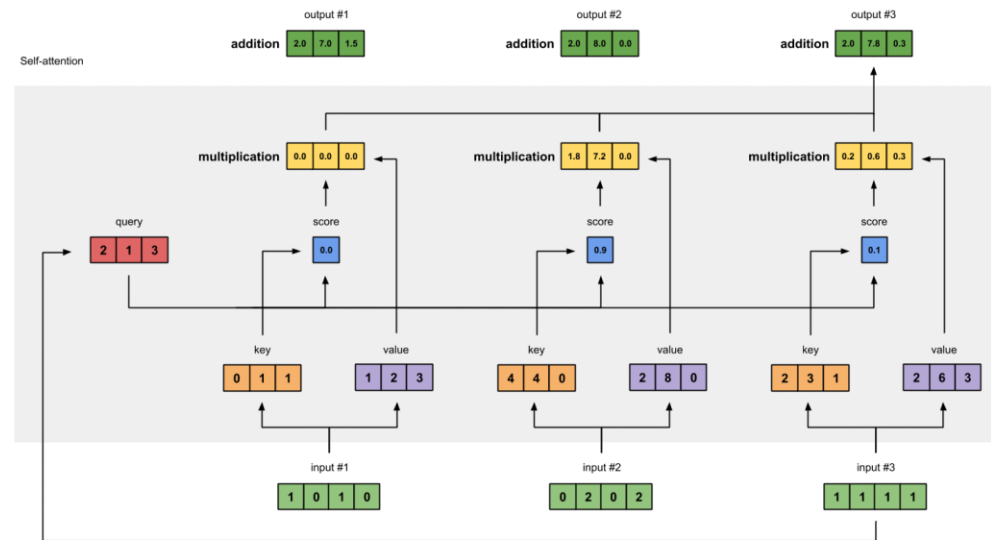 output #1 output #2 output #3
addition 2.0 7.0 1.5 addition 2.0 8.0 0.0 addition 2.0 7.8 0.3
Self-attention
multiplication 0.0 0.0 0.0 multiplication 1.8 7.2 0.0 multiplication 0.2 0.6 0.3
query score score score
2 1 3 0.0 0.9 0.1
key value key value key value
0 1 1 1 2 3 4 4 0 2 8 0 2 3 1 2 6 3
input #1 input #2 input #3
1 0 1 0 0 2 0 2 1 1 1 1